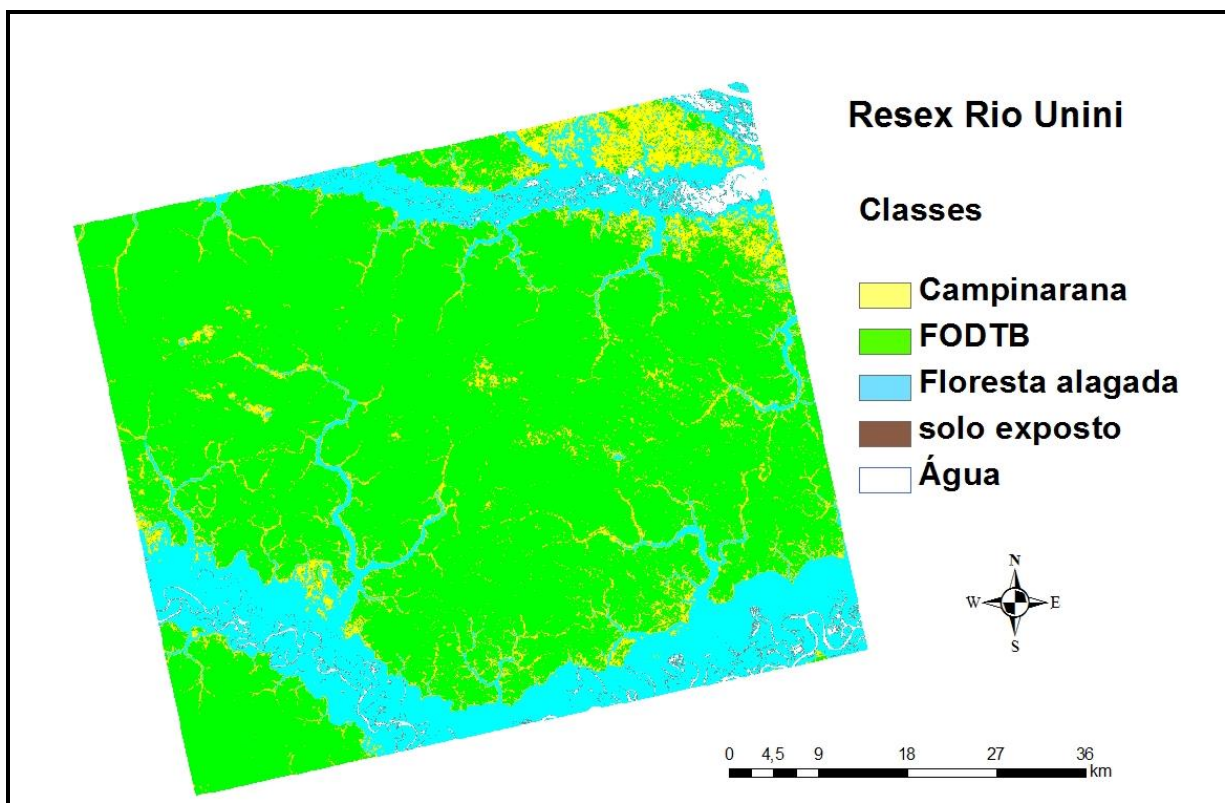 Resex Rio Unini
Classes
Campinarana
FODTB
Floresta alagada
solo exposto
Água
N
W E
S
0 4,5 9 18 27 36
km